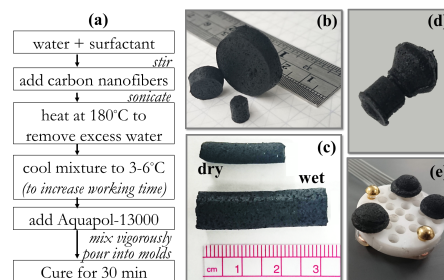 (a)
water + surfactant
stir
add carbon nanofibers
sonicate
heat at 180°C to
remove excess water
cool mixture to 3-6°C
(to increase working time)
add Aquapol-13000
mix vigorously
pour into molds
Cure for 30 min
(b)
(c)
dry
wet
cm 1 2 3
(d)
(e)